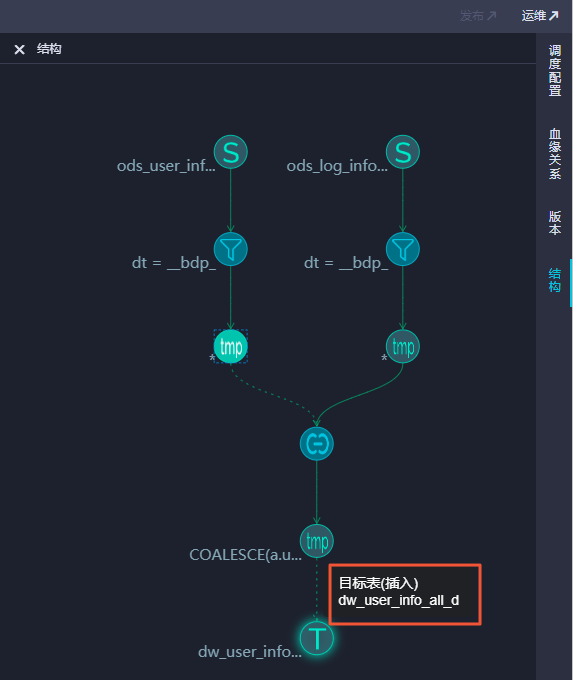 发布
运维
结构
调度配置
血缘关系
版本
结构
S
S
ods_user_inf...
ods_log_info...
dt = __bdp_
dt = __bdp_
tmp
tmp
*
*
tmp
COALESCE(a.u...
目标表(插入)
dw_user_info_all_d
T
dw_user_info...